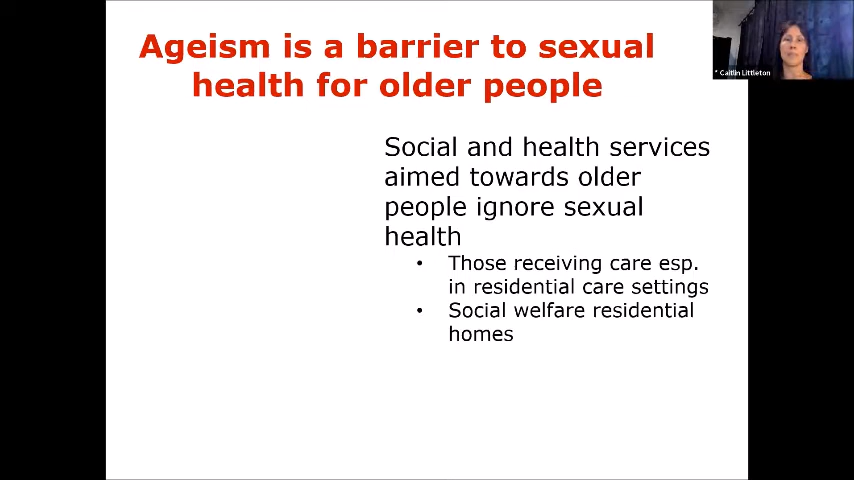 Ageism is a barrier to sexual
health for older people
* Caitlin Littleton
Social and health services
aimed towards older
people ignore sexual
health
• Those receiving care esp.
in residential care settings
• Social welfare residential
homes